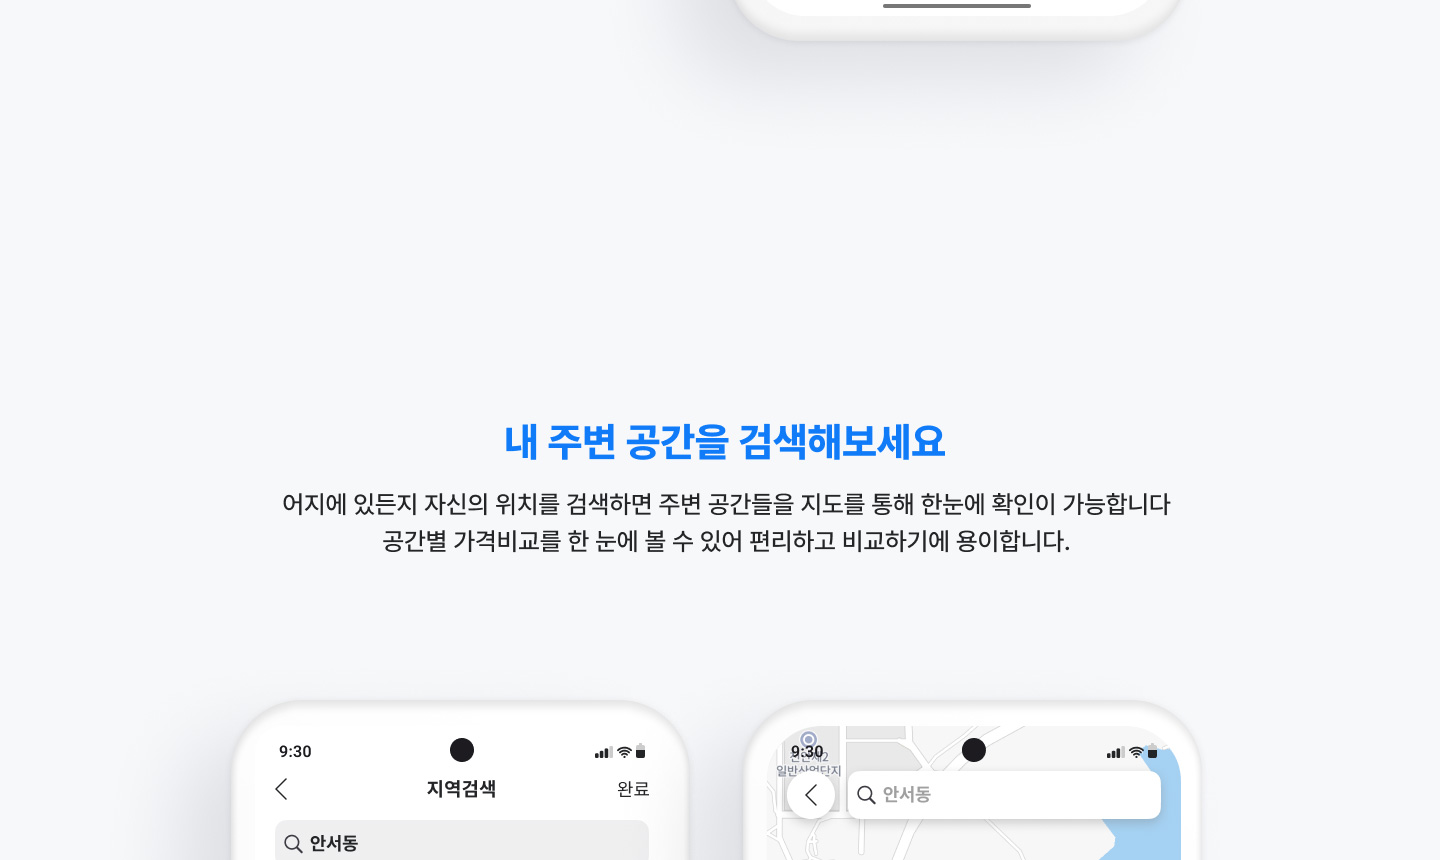 내 주변 공간을 검색해보세요
어지에 있든지 자신의 위치를 검색하면 주변 공간들을 지도를 통해 한눈에 확인이 가능합니다
공간별 가격비교를 한 눈에 볼 수 있어 편리하고 비교하기에 용이합니다.
9:30
지역검색
완료
안서동
9:30
일반산업단지
안서동